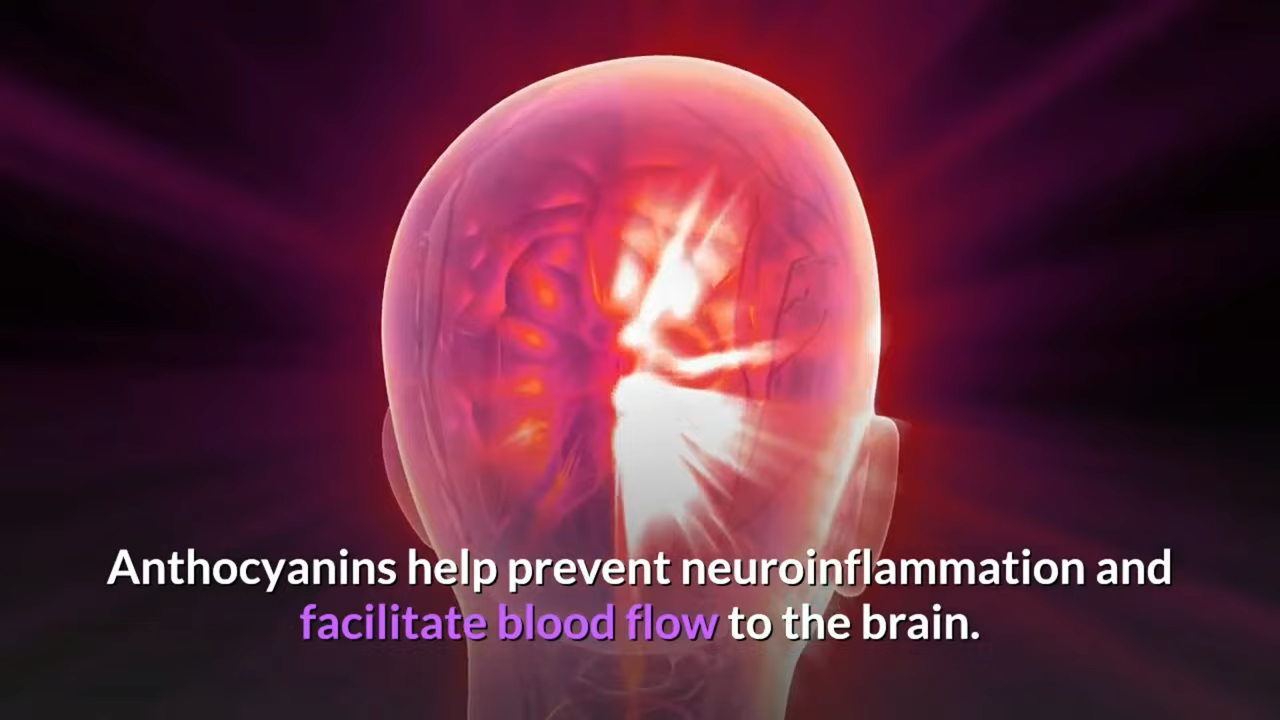 Anthocyanins help prevent neuroinflammation and
facilitate blood flow to the brain.